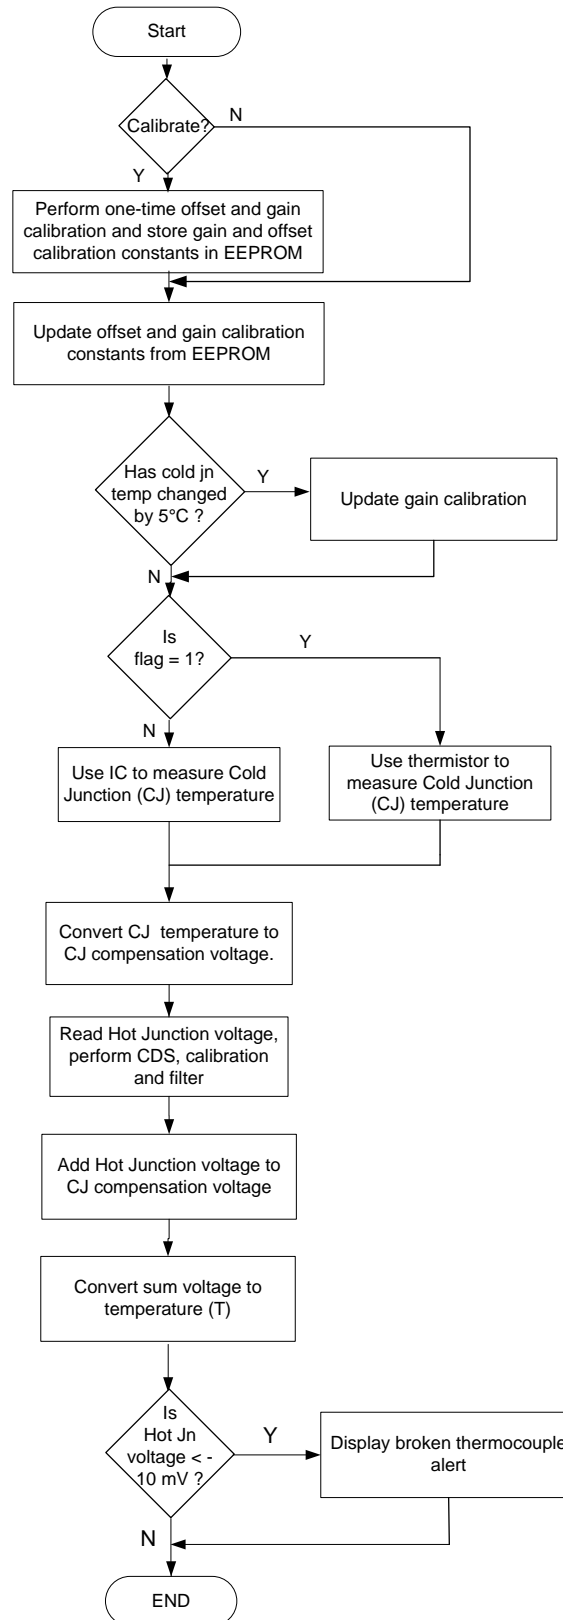 Start
Calibrate?
N
Y
Perform one-time offset and gain
calibration and store gain and offset
calibration constants in EEPROM
Update offset and gain calibration
constants from EEPROM
Has cold jn
temp changed
by 5°C ?
Y
Update gain calibration
N
Is
flag = 1?
Y
N
Use IC to measure Cold
Junction (CJ) temperature
Use thermistor to
measure Cold Junction
(CJ) temperature
Convert CJ temperature to
CJ compensation voltage.
Read Hot Junction voltage,
perform CDS, calibration
and filter
Add Hot Junction voltage to
CJ compensation voltage
Convert sum voltage to
temperature (T)
Is
Hot Jn
voltage < -
10 mV ?
Y
Display broken thermocouple
alert
N
END